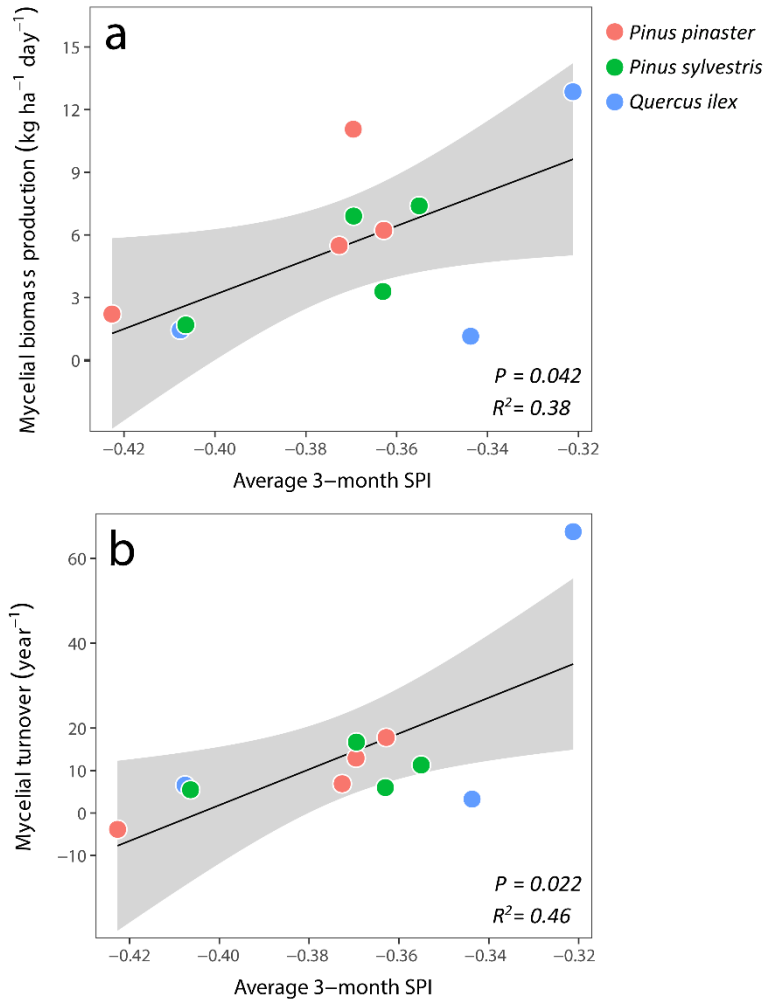 a
Pinus pinaster
Pinus sylvestris
Quercus ilex
Mycelial biomass production (kg ha⁻¹ day⁻¹)
15
12
9
6
3
0
P = 0.042
R² = 0.38
−0.42 −0.40 −0.38 −0.36 −0.34 −0.32
Average 3−month SPI
b
Mycelial turnover (year⁻¹)
60
40
20
10
0
−10
P = 0.022
R² = 0.46
−0.42 −0.40 −0.38 −0.36 −0.34 −0.32
Average 3−month SPI